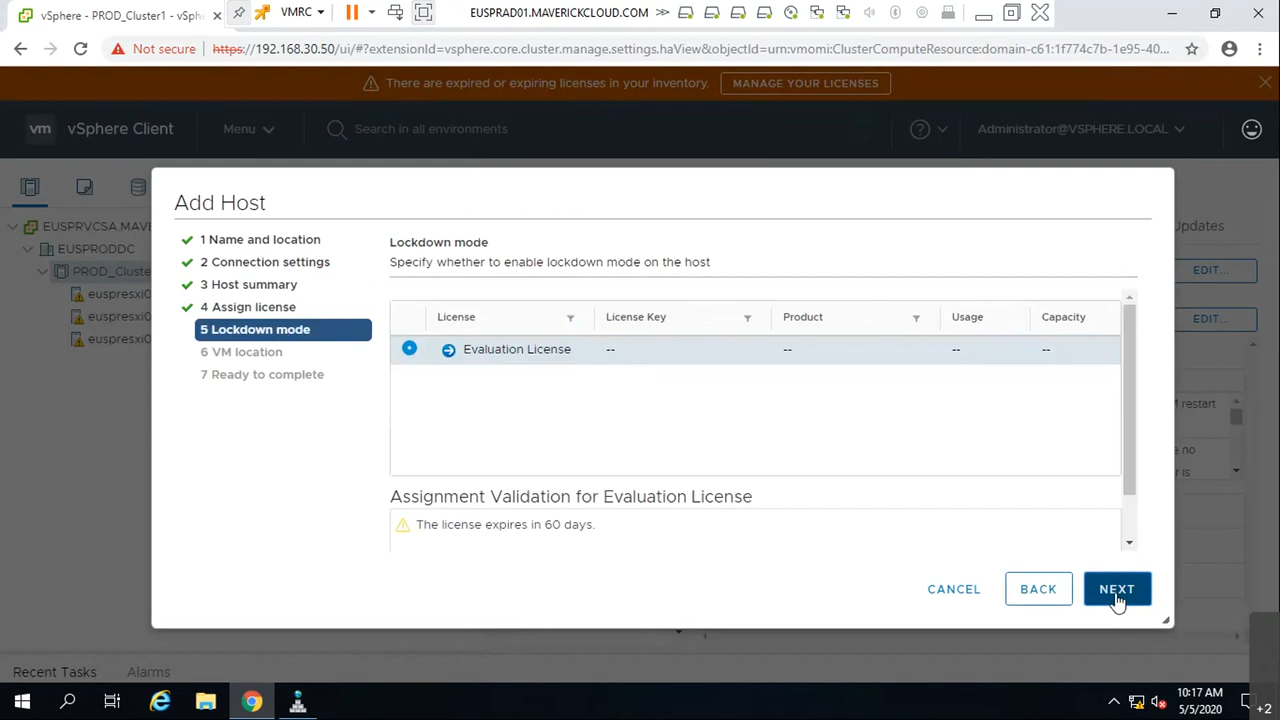 vSphere - PROD_Cluster1 - vSphe
VMRC
EUSPRAD01.MAVERICKCLOUD.COM
Not secure
https://192.168.30.50/ui/#?extensionId=vsphere.core.cluster.manage.settings.haView&objectId=urn:vmomi:ClusterComputeResource:domain-c61:1f774c7b-1e95-40...
There are expired or expiring licenses in your inventory.
MANAGE YOUR LICENSES
vm vSphere Client
Menu
Search in all environments
Administrator@VSPHERE.LOCAL
Add Host
EUSPRVCSA.MAVE
EUSPRODDC
PROD_Cluste
euspresxi0
euspresxi0
euspresxi0
1 Name and location
2 Connection settings
3 Host summary
4 Assign license
5 Lockdown mode
6 VM location
7 Ready to complete
Lockdown mode
Specify whether to enable lockdown mode on the host
License License Key Product Usage Capacity
Evaluation License -- -- -- --
Assignment Validation for Evaluation License
The license expires in 60 days.
CANCEL BACK NEXT
Updates
EDIT...
EDIT...
M restart
e no
is
Recent Tasks Alarms
10:17 AM
5/5/2020
+2